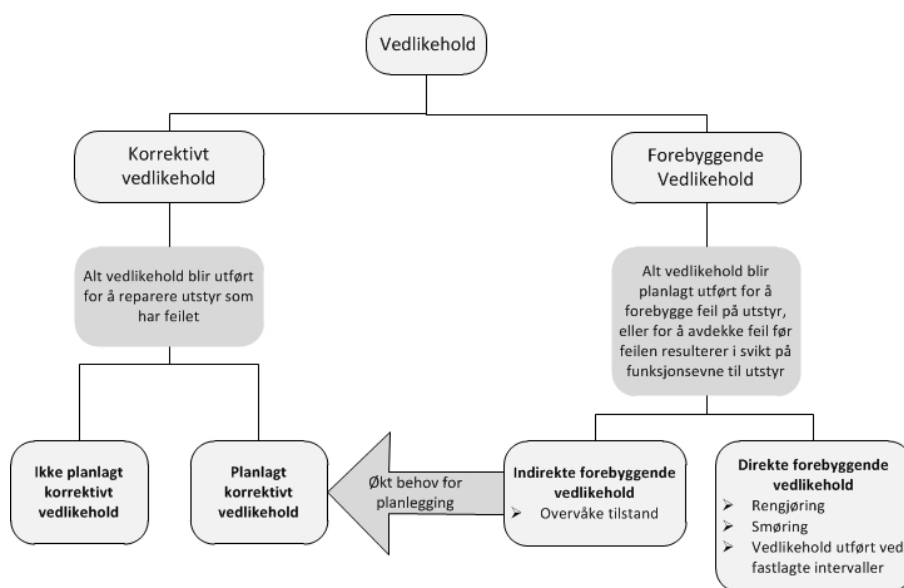 Vedlikehold
Korrektivt
vedlikehold
Forebyggende
Vedlikehold
Alt vedlikehold blir utført
for å reparere utstyr som
har feilet
Alt vedlikehold blir
planlagt utført for å
forebygge feil på utstyr,
eller for å avdekke feil før
feilen resulterer i svikt på
funksjonsevne til utstyr
Ikke planlagt
korrektivt
vedlikehold
Planlagt
korrektivt
vedlikehold
Økt behov for
planlegging
Indirekte forebyggende
vedlikehold
➢ Overvåke tilstand
Direkte forebyggende
vedlikehold
➢ Rengjøring
➢ Smøring
➢ Vedlikehold utført ved
fastlagte intervaller